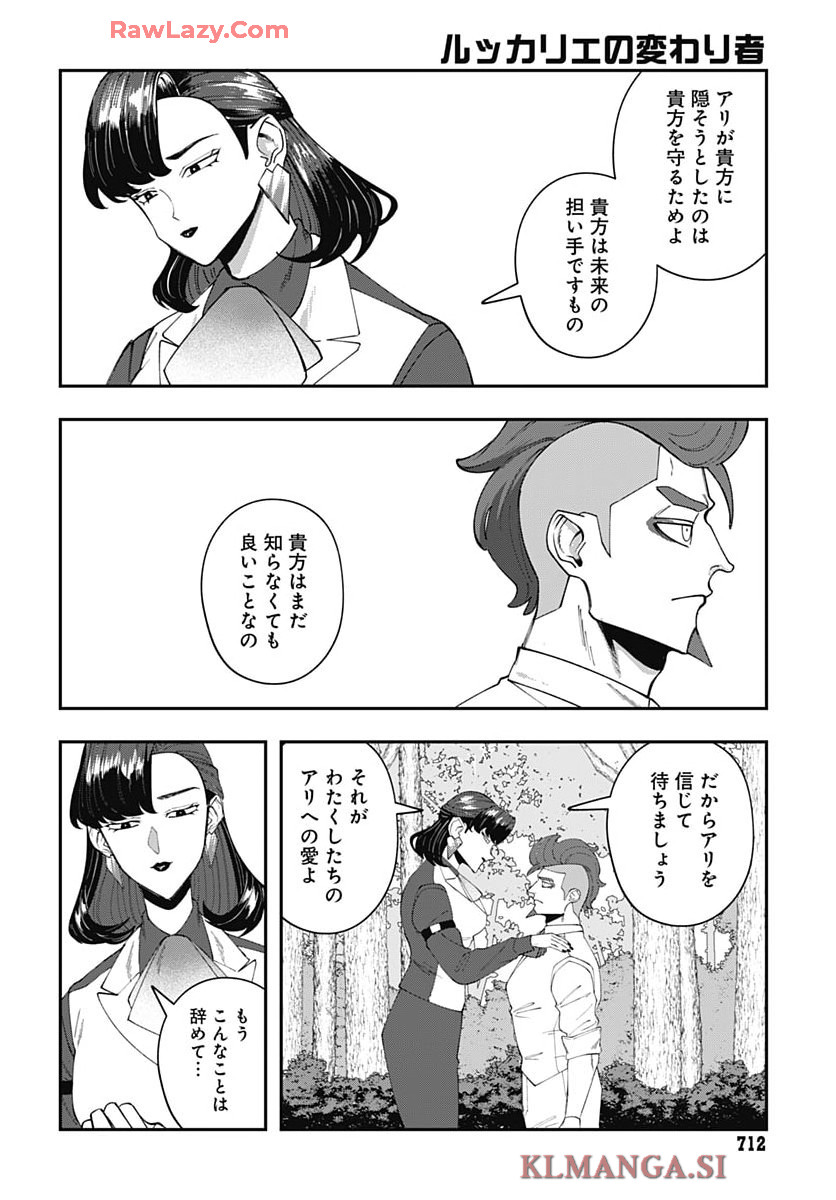 RawLazy.Com
ルッカリエの変わり者
アリが貴方に
隠そうとしたのは
貴方を守るためよ
貴方は未来の
担い手ですもの
貴方はまだ
知らなくても
良いことなの
だからアリを
信じて
待ちましょう
それが
わたくしたちの
アリへの愛よ
もう
こんなことは
辞めて…
712
KLMANGA.SI